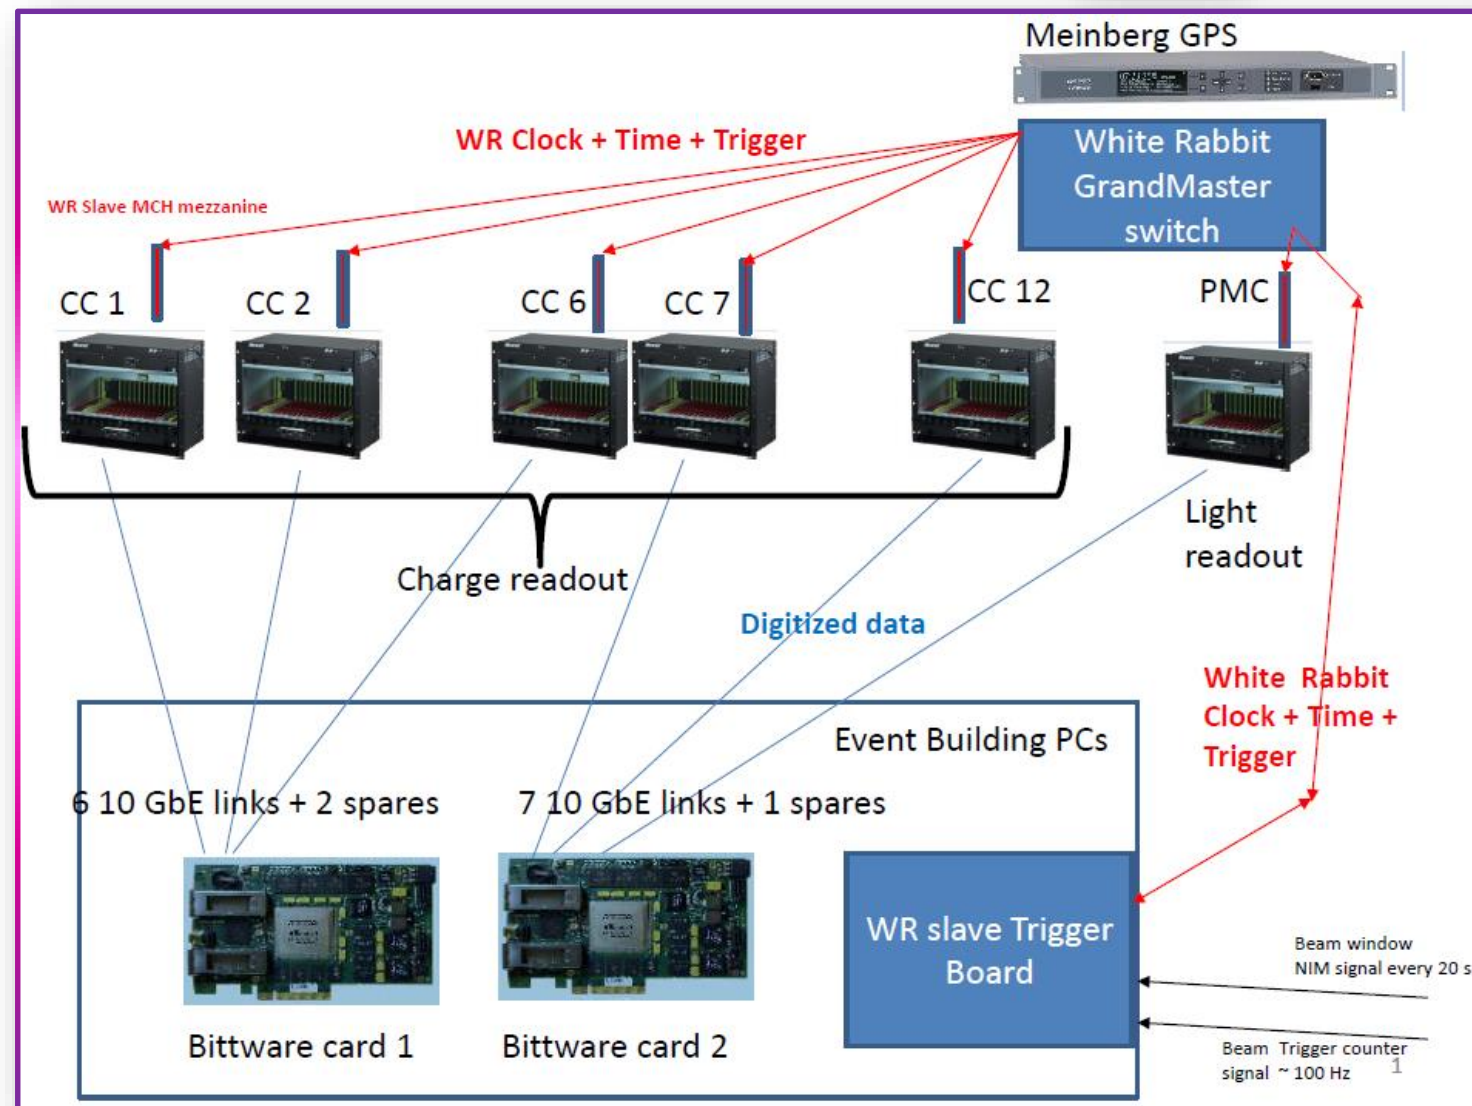 Meinberg GPS
WR Clock + Time + Trigger
White Rabbit
GrandMaster
switch
WR Slave MCH mezzanine
CC 1
CC 2
CC 6
CC 7
CC 12
PMC
Light
readout
Charge readout
Digitized data
White Rabbit
Clock + Time +
Trigger
Event Building PCs
6 10 GbE links + 2 spares
7 10 GbE links + 1 spares
WR slave Trigger
Board
Beam window
NIM signal every 20 s
Bittware card 1
Bittware card 2
Beam Trigger counter
signal ~ 100 Hz
1